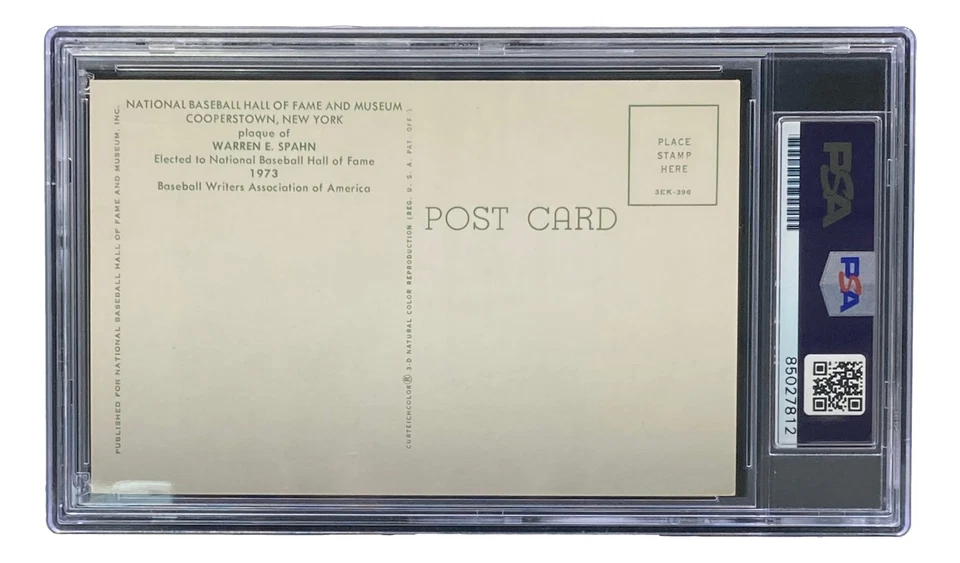 NATIONAL BASEBALL HALL OF FAME AND MUSEUM
COOPERSTOWN, NEW YORK
plaque of
WARREN E. SPAHN
Elected to National Baseball Hall of Fame
1973
Baseball Writers Association of America
PUBLISHED FOR NATIONAL BASEBALL HALL OF FAME AND MUSEUM, INC.
CURTEICHCOLOR® 3-D NATURAL COLOR REPRODUCTION (REG. U. S. A. PAT. OFF.)
POST CARD
PLACE
STAMP
HERE
3EK-396
PSA
PSA
85027812